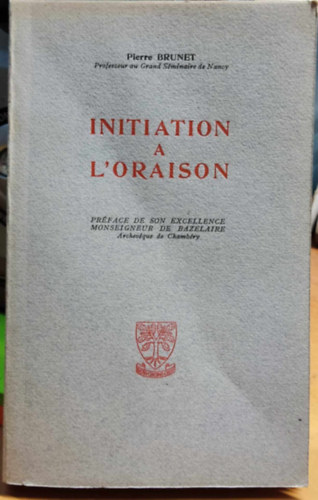 Pierre BRUNET
Professeur au Grand Séminaire de Nancy
INITIATION
A
L'ORAISON
PRÉFACE DE SON EXCELLENCE
MONSEIGNEUR DE BAZELAIRE
Archevêque de Chambéry